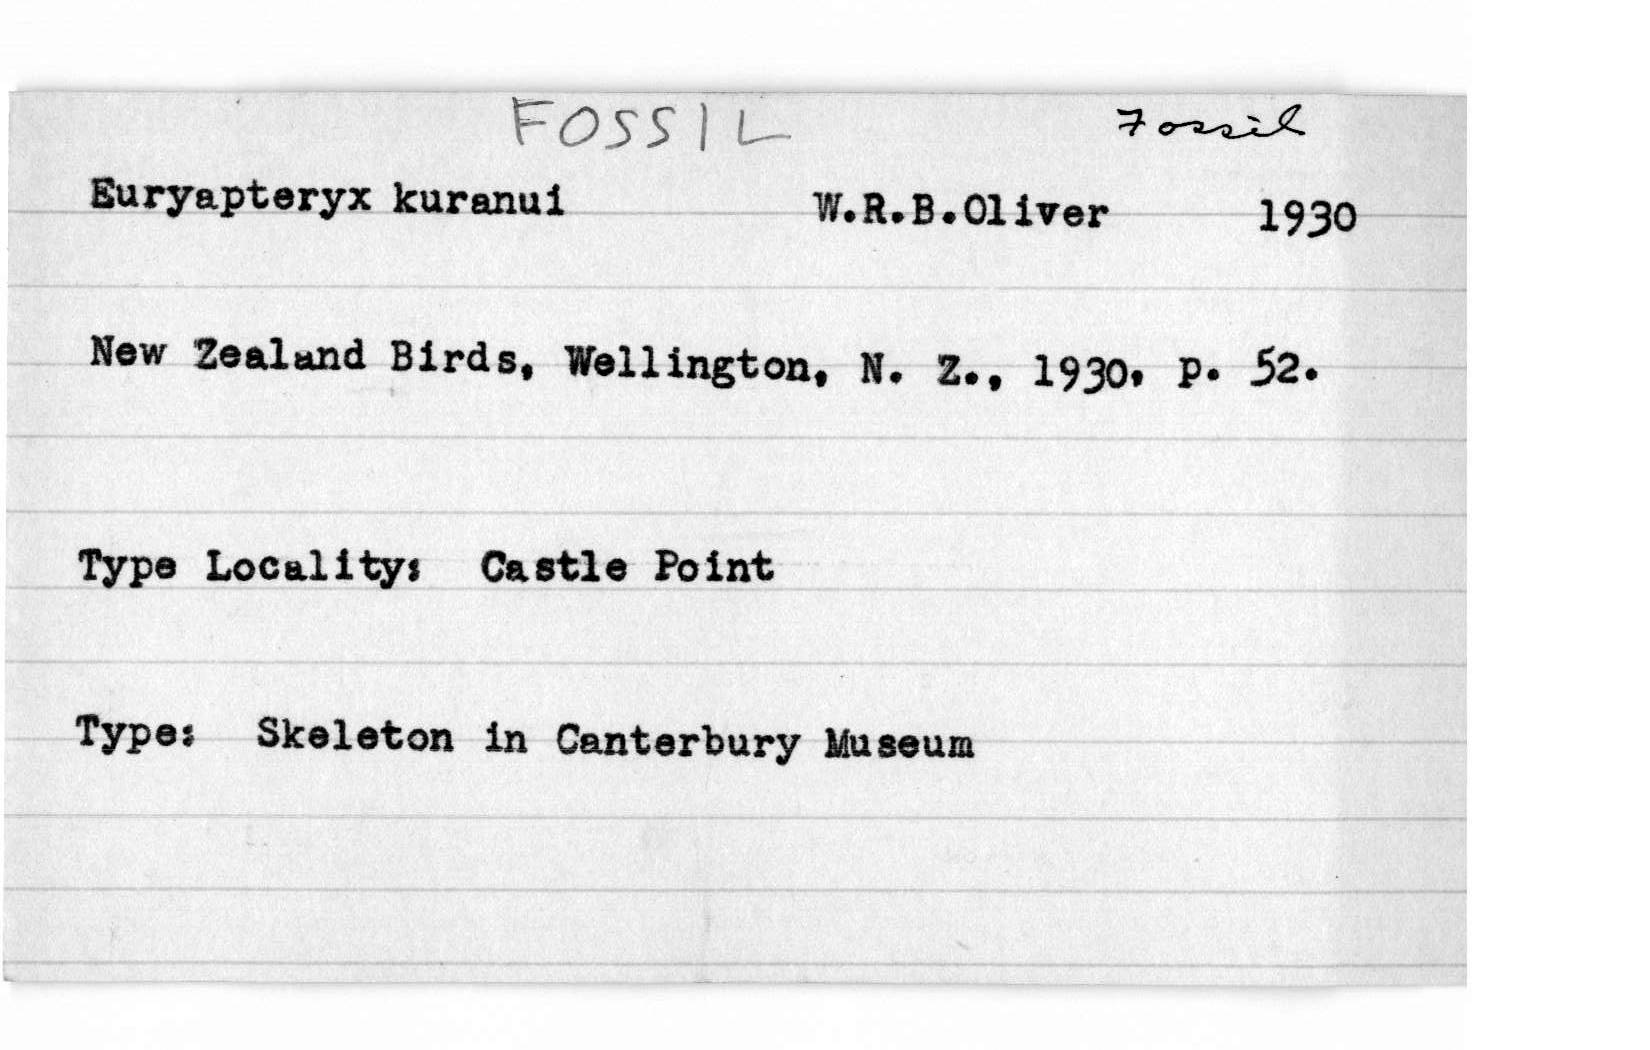 FOSSIL Fossil
Euryapteryx kuranui W.R.B.Oliver 1930
New Zealand Birds, Wellington, N. Z., 1930, p. 52.
Type Locality: Castle Point
Type: Skeleton in Canterbury Museum